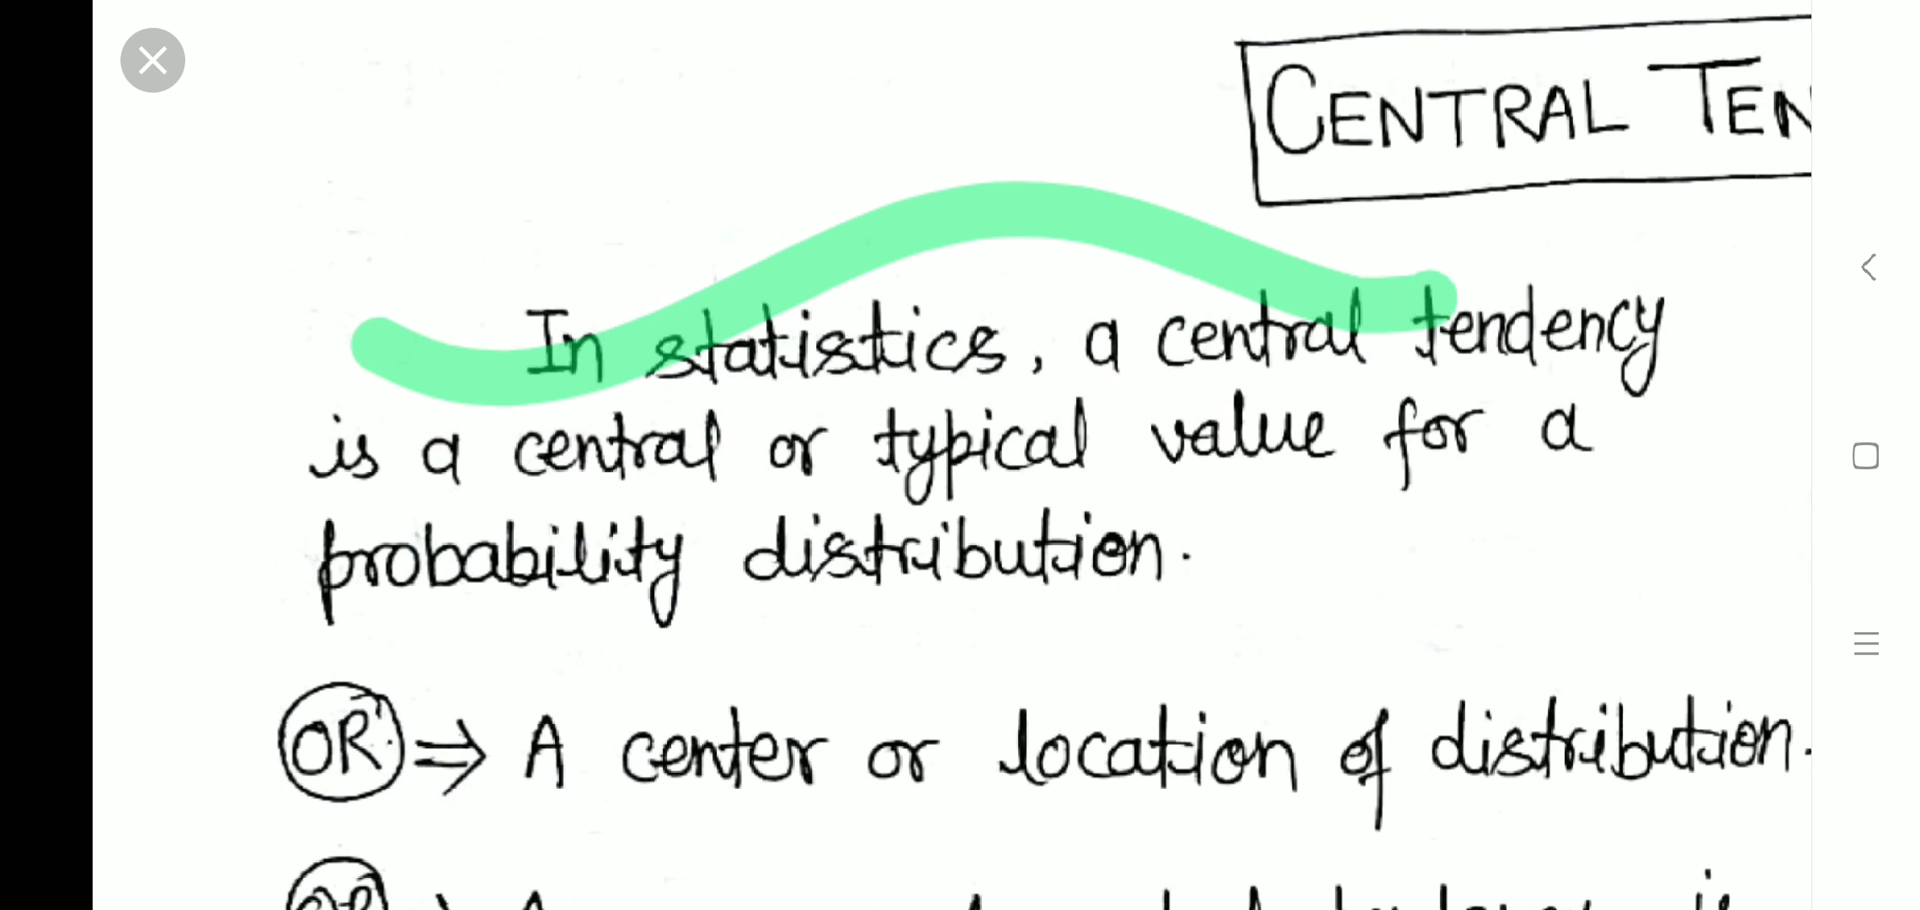 CENTRAL TEN
In statistics, a central tendency
is a central or typical value for a
probability distribution.
OR ⇒ A center or location of distribution.